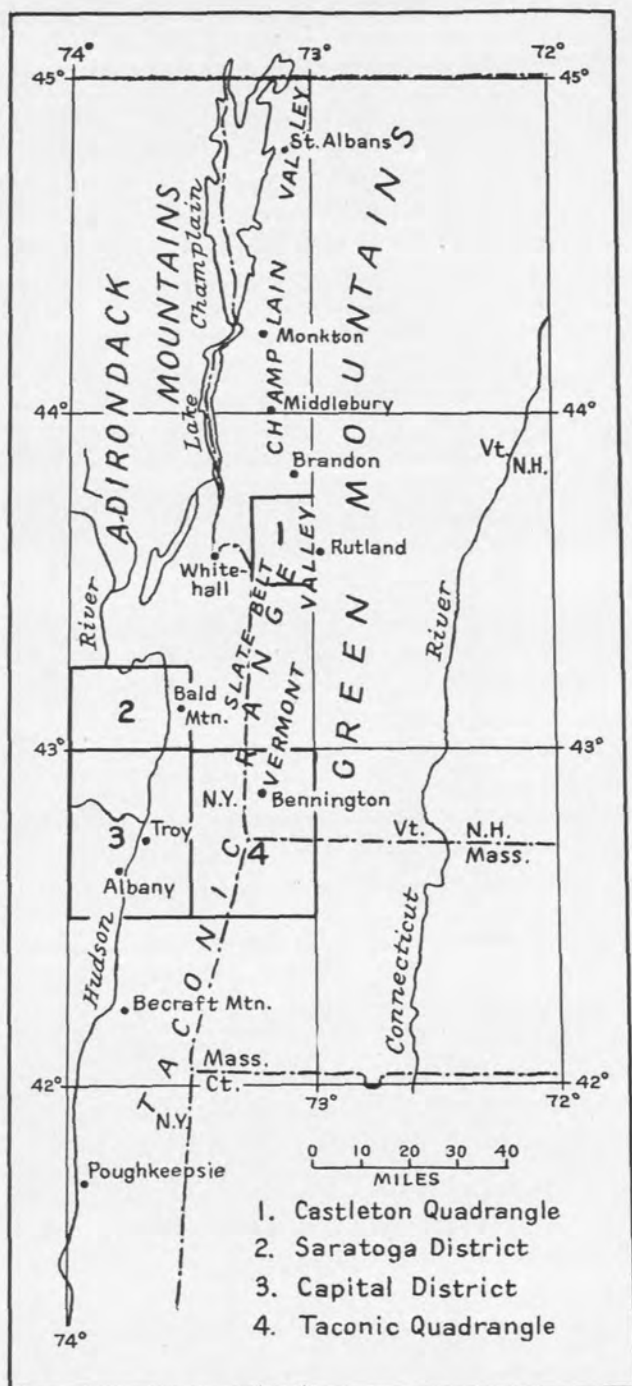 74°
73°
72°
45°
45°
St. Albans
CHAMPLAIN VALLEY
ADIRONDACK
MOUNTAINS
Lake Champlain
Monkton
GREEN MOUNTAINS
44°
Middlebury
44°
Vt.
N.H.
Brandon
1
Rutland
White-
hall
River
SLATE BELT
VERMONT VALLEY
River
2
Bald
Mtn.
TACONIC RANGE
43°
43°
N.Y.
Bennington
3
Troy
4
Vt.
N.H.
Mass.
Albany
Hudson
Connecticut
Becraft Mtn.
Mass.
Ct.
42°
42°
73°
72°
N.Y.
Poughkeepsie
0 10 20 30 40
MILES
1. Castleton Quadrangle
2. Saratoga District
3. Capital District
4. Taconic Quadrangle
74°